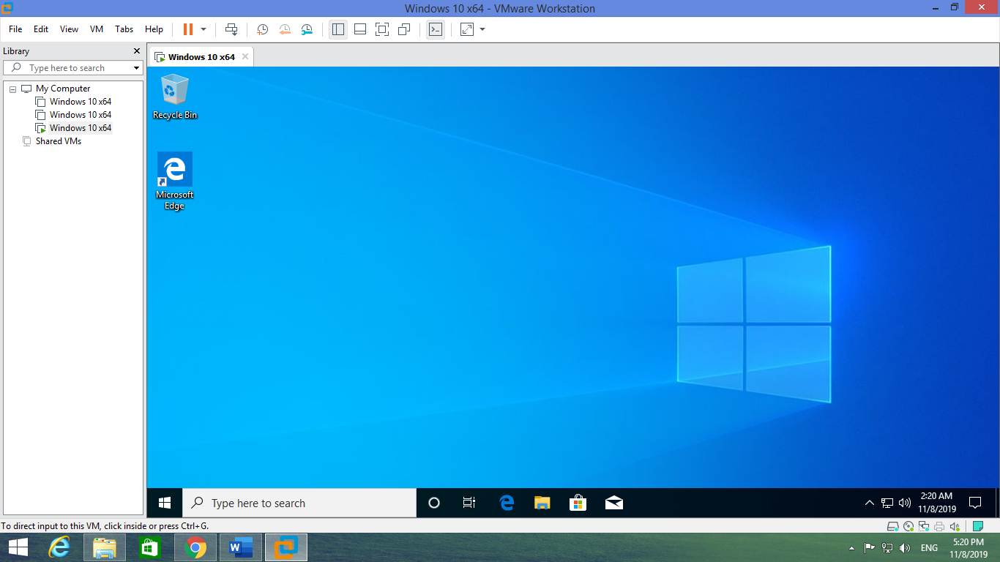 Windows 10 x64 - VMware Workstation
File Edit View VM Tabs Help
Library
Type here to search
My Computer
Windows 10 x64
Windows 10 x64
Windows 10 x64
Shared VMs
Windows 10 x64
Recycle Bin
Microsoft
Edge
Type here to search
2:20 AM
11/8/2019
To direct input to this VM, click inside or press Ctrl+G.
ENG
5:20 PM
11/8/2019